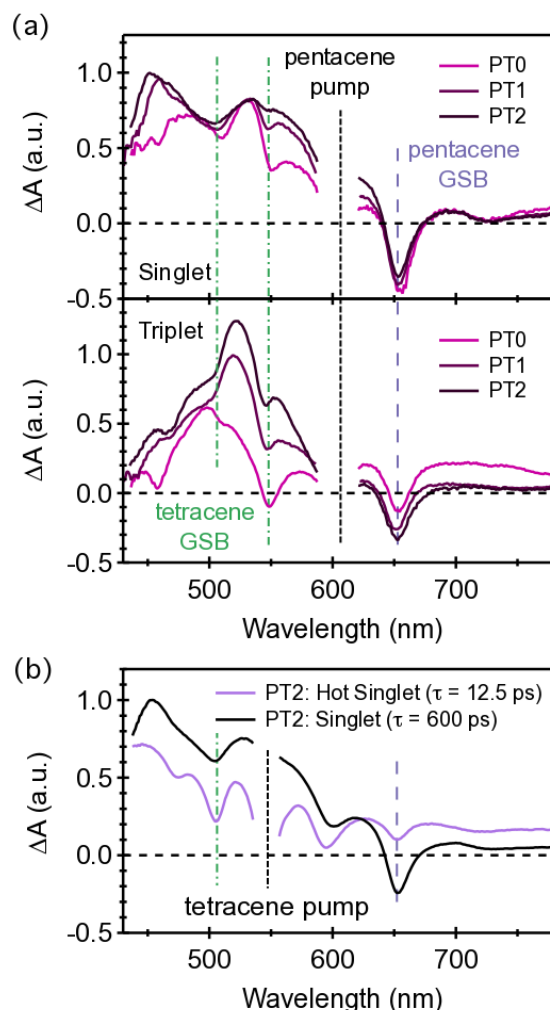 (a)
1.0
0.5
0.0
-0.5
ΔA (a.u.)
pentacene
pump
PT0
PT1
PT2
pentacene
GSB
Singlet
Triplet
1.0
0.5
0.0
-0.5
ΔA (a.u.)
PT0
PT1
PT2
tetracene
GSB
500
600
700
Wavelength (nm)
(b)
PT2: Hot Singlet (τ = 12.5 ps)
PT2: Singlet (τ = 600 ps)
1.0
0.5
0.0
-0.5
ΔA (a.u.)
tetracene pump
500
600
700
Wavelength (nm)